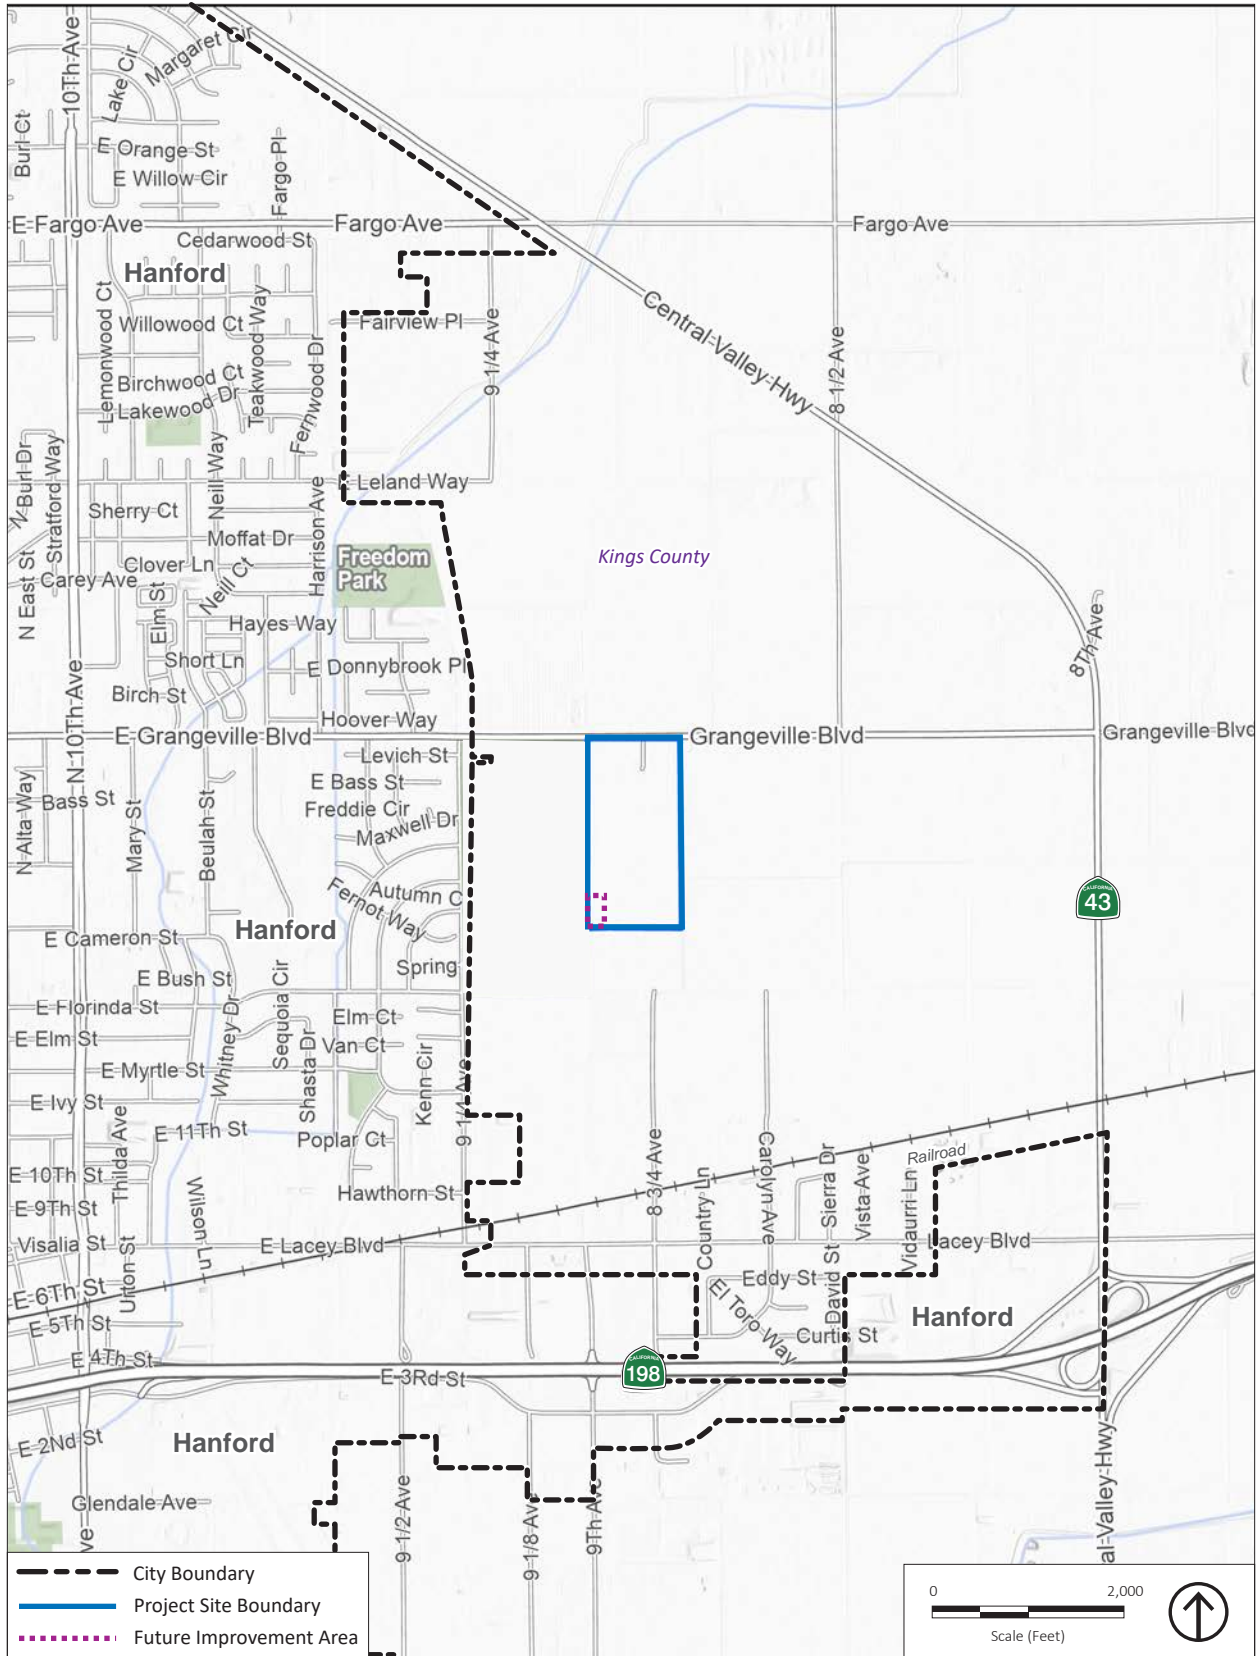 10Th Ave
Lake Cir
Margaret Cir
Burl Ct
E Orange St
E Willow Cir
Fargo Pl
E Fargo Ave
Fargo Ave
Fargo Ave
Cedarwood St
Hanford
Lemonwood Ct
Willowood Ct
Teakwood Way
Fairview Pl
9 1/4 Ave
Central Valley Hwy
8 1/2 Ave
Birchwood Ct
Lakewood Dr
Fernwood Dr
N Burl Dr
Stratford Way
Neill Way
E Leland Way
Sherry Ct
Harrison Ave
Moffat Dr
Freedom
Park
Kings County
N East St
Carey Ave
Clover Ln
Neill Ct
Elm St
Hayes Way
8Th Ave
Short Ln
E Donnybrook Pl
Birch St
N 10Th Ave
Hoover Way
E Grangeville Blvd
Grangeville Blvd
Grangeville Blvd
Levich St
N Alta Way
Bass St
Mary St
Beulah St
E Bass St
Freddie Cir
Maxwell Dr
Autumn C
Fernot Way
CALIFORNIA
43
E Cameron St
Hanford
E Bush St
Spring
Sequoia Cir
E Florinda St
Whitney Dr
Elm Ct
E Elm St
Shasta Dr
Van Ct
Kenn Cir
E Myrtle St
9 1/4 Ave
E Ivy St
Thilda Ave
E 11Th St
Poplar Ct
8 3/4 Ave
Country Ln
Carolyn Ave
Sierra Dr
Vista Ave
Railroad
Vidaurri Ln
E 10Th St
Wilson Ln
Hawthorn St
E 9Th St
Visalia St
Urton St
E Lacey Blvd
Lacey Blvd
E 6Th St
Eddy St
David St
El Toro Way
Hanford
E 5Th St
Curtis St
E 4Th St
CALIFORNIA
198
E 3Rd St
E 2Nd St
Hanford
Glendale Ave
ve
9 1/2 Ave
9 1/8 Ave
9Th Ave
al Valley Hwy
City Boundary
Project Site Boundary
Future Improvement Area
0
2,000
Scale (Feet)